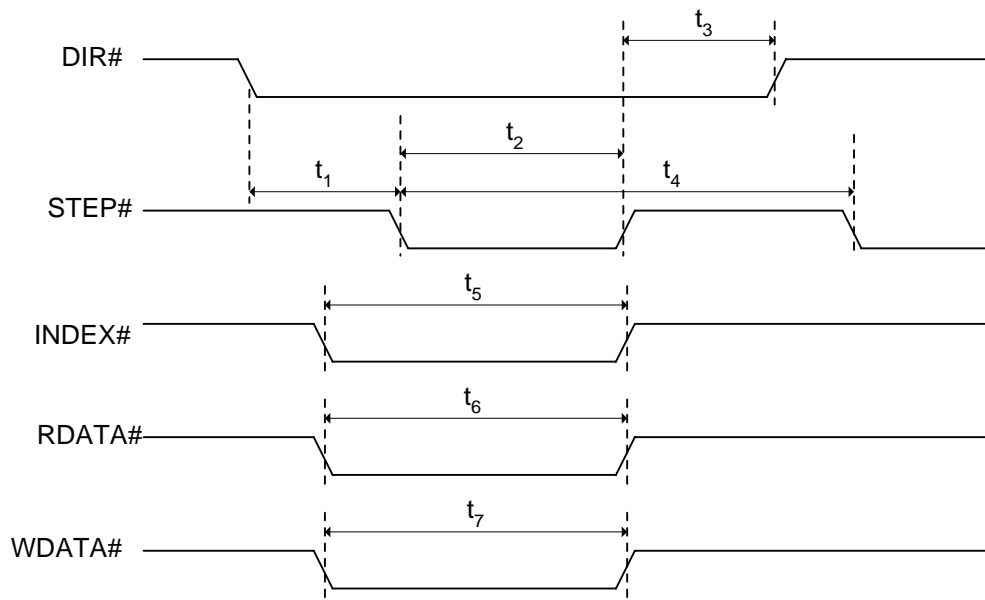 t3
DIR#
t2
t1
t4
STEP#
t5
INDEX#
t6
RDATA#
t7
WDATA#